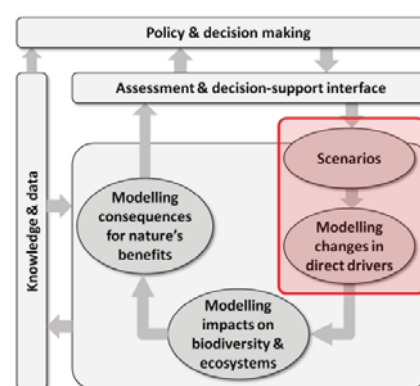 Policy & decision making
Assessment & decision-support interface
Knowledge & data
Scenarios
Modelling
changes in
direct drivers
Modelling
consequences
for nature's
benefits
Modelling
impacts on
biodiversity &
ecosystems